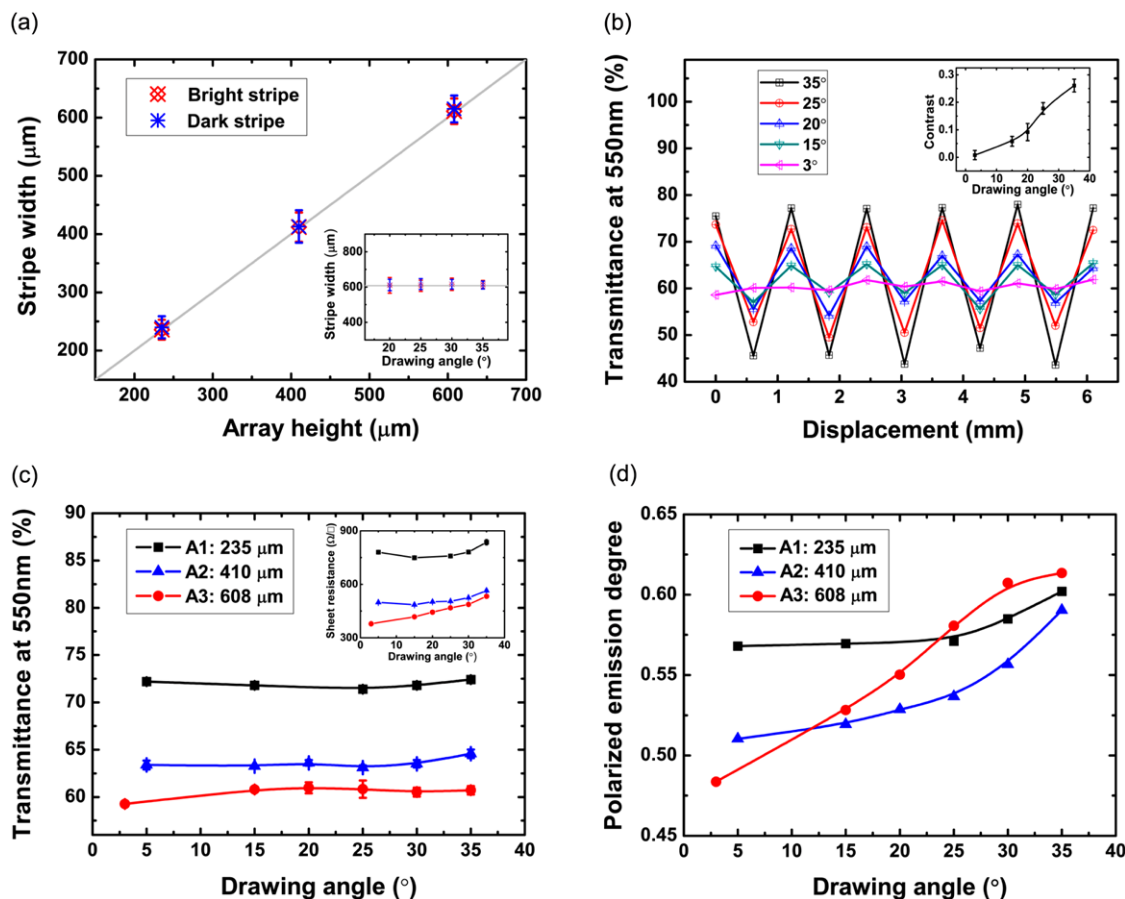 (a)
Stripe width (μm)
700
600
500
400
300
200
Bright stripe
Dark stripe
Stripe width (μm)
800
600
400
20 25 30 35
Drawing angle (°)
200 300 400 500 600 700
Array height (μm)
(b)
Transmittance at 550nm (%)
100
90
80
70
60
50
40
35°
25°
20°
15°
3°
Contrast
0.3
0.2
0.1
0.0
0 10 20 30 40
Drawing angle (°)
0 1 2 3 4 5 6
Displacement (mm)
(c)
Transmittance at 550nm (%)
90
85
80
75
70
65
60
A1: 235 μm
A2: 410 μm
A3: 608 μm
Sheet resistance (Ω/□)
900
600
300
0 10 20 30 40
Drawing angle (°)
0 5 10 15 20 25 30 35 40
Drawing angle (°)
(d)
Polarized emission degree
0.65
0.60
0.55
0.50
0.45
A1: 235 μm
A2: 410 μm
A3: 608 μm
0 5 10 15 20 25 30 35 40
Drawing angle (°)